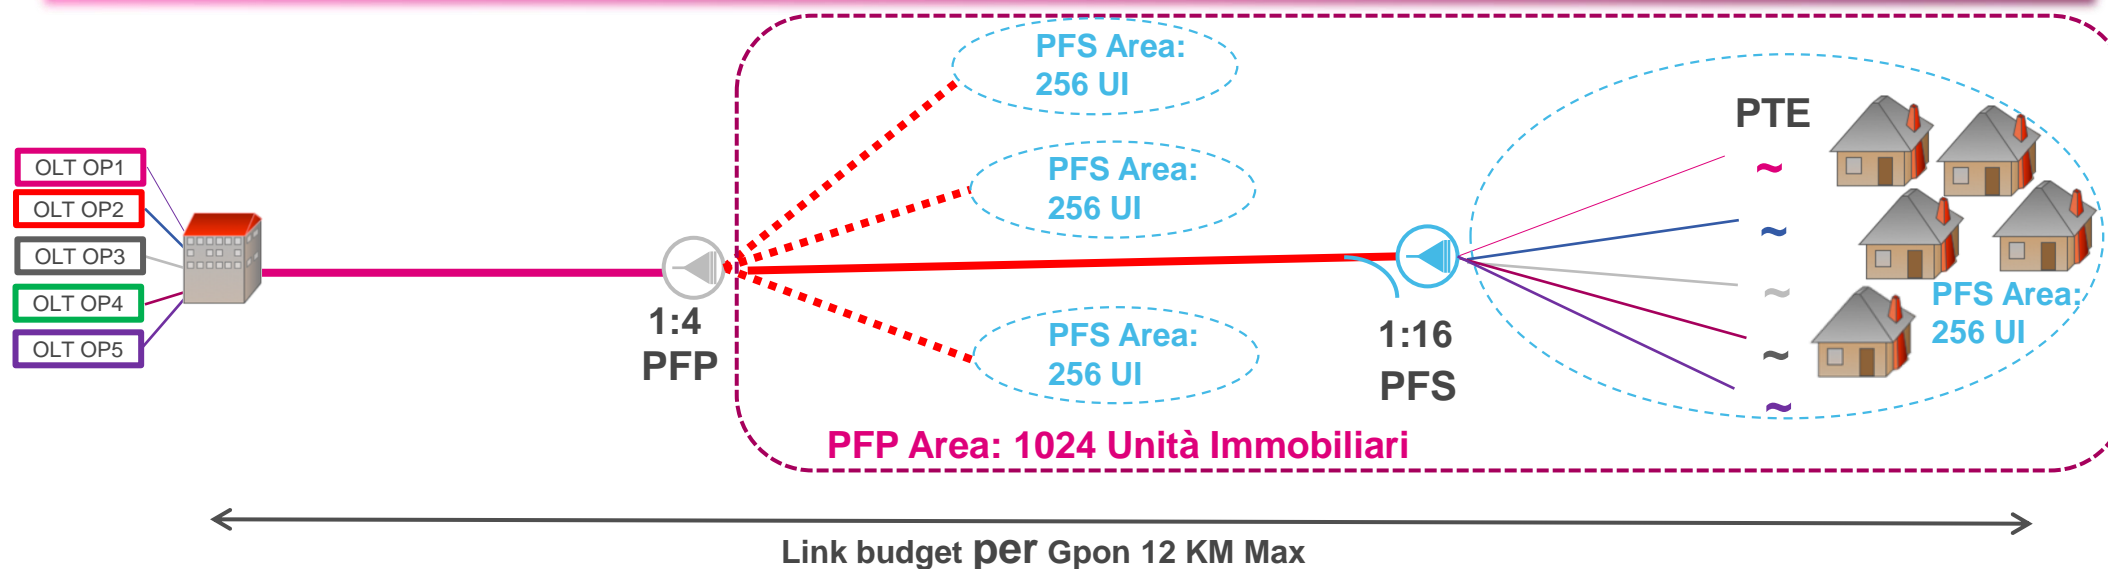 OLT OP1
OLT OP2
OLT OP3
OLT OP4
OLT OP5
1:4
PFP
PFS Area:
256 UI
PFS Area:
256 UI
PFS Area:
256 UI
1:16
PFS
PTE
~
~
~
~
~
PFS Area:
256 UI
PFP Area: 1024 Unità Immobiliari
Link budget per Gpon 12 KM Max